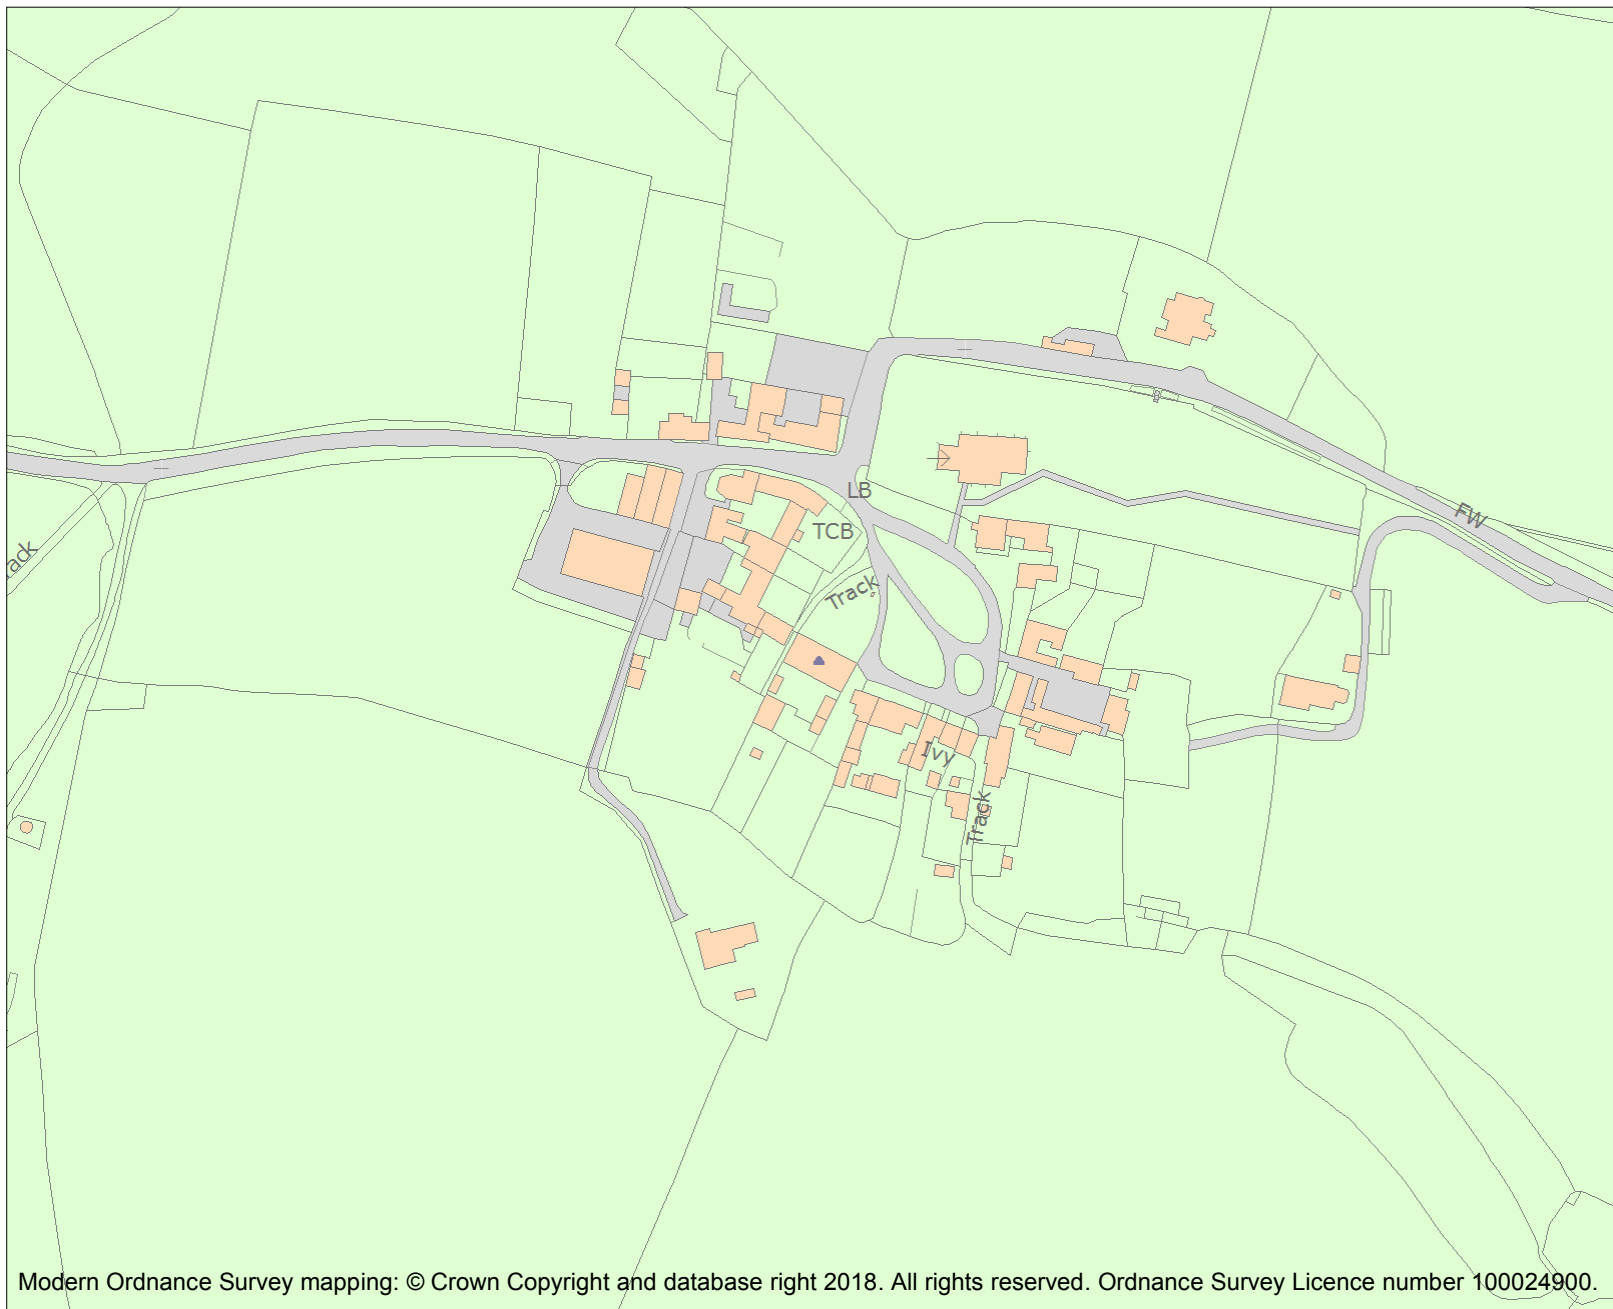 LB
FW
TCB
ack
Track
Ivy
Track
Modern Ordnance Survey mapping: © Crown Copyright and database right 2018. All rights reserved. Ordnance Survey Licence number 100024900.